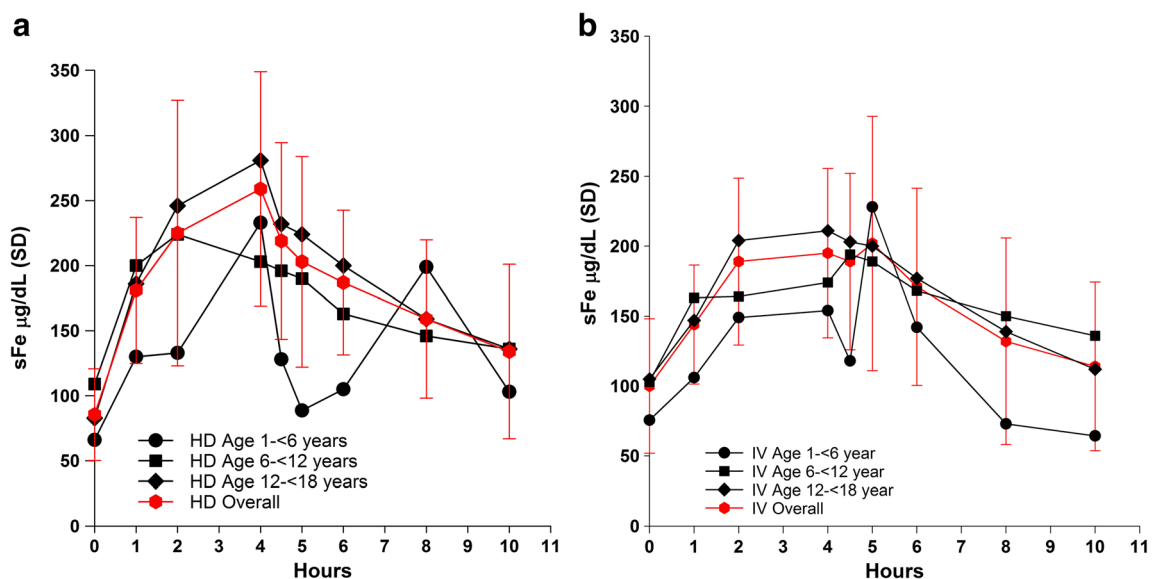 a
sFe µg/dL (SD)
350
300
250
200
150
100
50
0
HD Age 1-<6 years
HD Age 6-<12 years
HD Age 12-<18 years
HD Overall
0 1 2 3 4 5 6 7 8 9 10 11
Hours
b
sFe µg/dL (SD)
350
300
250
200
150
100
50
0
IV Age 1-<6 year
IV Age 6-<12 year
IV Age 12-<18 year
IV Overall
0 1 2 3 4 5 6 7 8 9 10 11
Hours